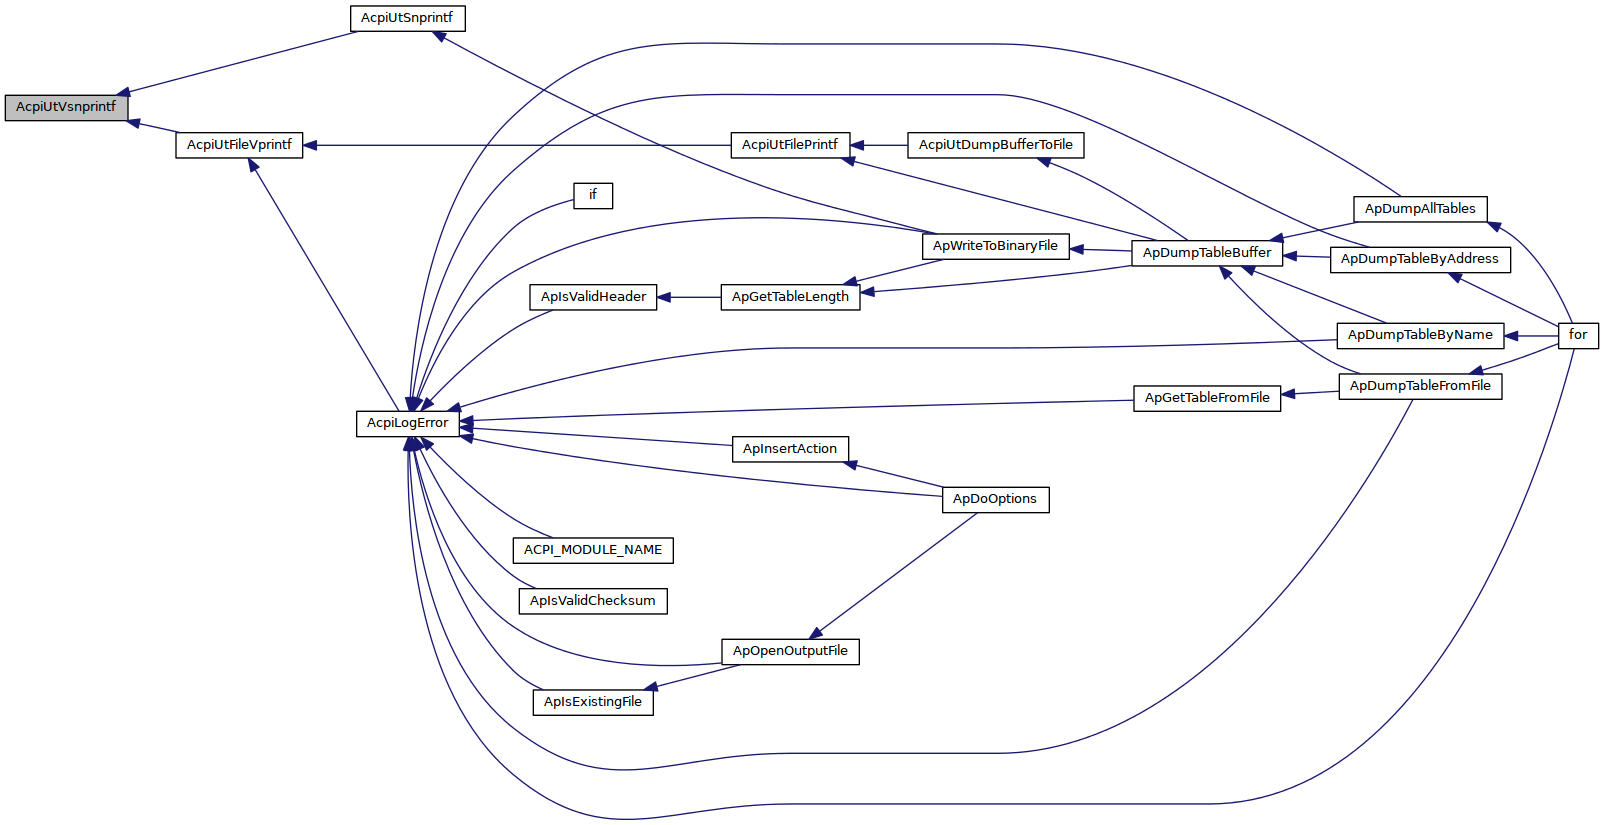 AcpiUtSnprintf
AcpiUtVsnprintf
AcpiUtFileVprintf
AcpiUtFilePrintf
AcpiUtDumpBufferToFile
if
ApDumpAllTables
ApWriteToBinaryFile
ApDumpTableBuffer
ApDumpTableByAddress
ApIsValidHeader
ApGetTableLength
ApDumpTableByName
for
ApDumpTableFromFile
ApGetTableFromFile
AcpiLogError
ApInsertAction
ApDoOptions
ACPI_MODULE_NAME
ApIsValidChecksum
ApOpenOutputFile
ApIsExistingFile